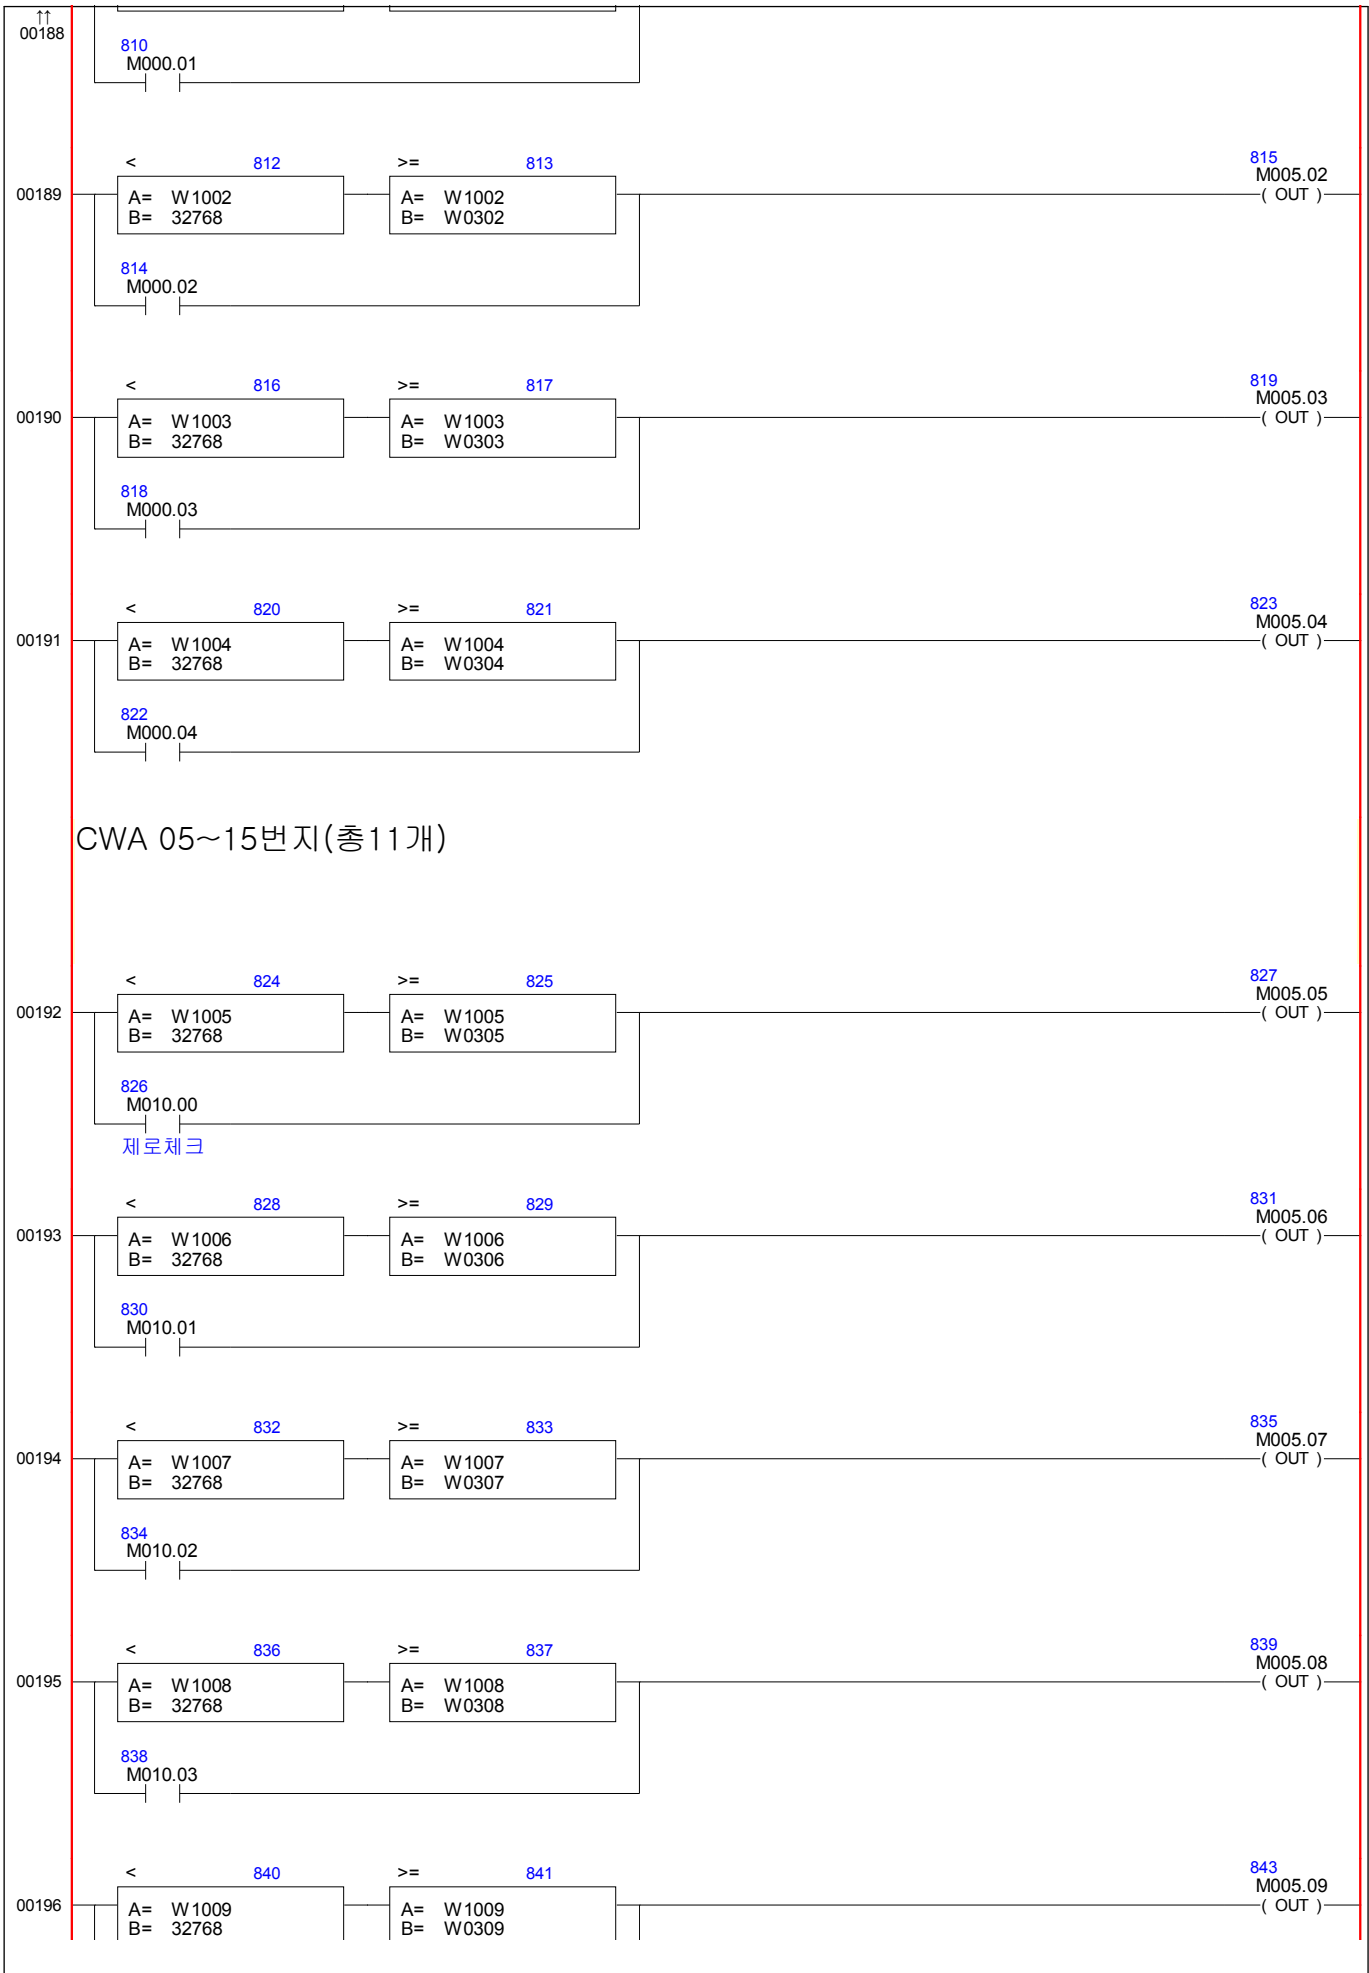 ↑↑
00188
810
M000.01
< 812 >= 813 815
M005.02
00189 A= W1002 A= W1002 ( OUT )
B= 32768 B= W0302
814
M000.02
< 816 >= 817 819
M005.03
00190 A= W1003 A= W1003 ( OUT )
B= 32768 B= W0303
818
M000.03
< 820 >= 821 823
M005.04
00191 A= W1004 A= W1004 ( OUT )
B= 32768 B= W0304
822
M000.04
CWA 05~15번지(총11개)
< 824 >= 825 827
M005.05
00192 A= W1005 A= W1005 ( OUT )
B= 32768 B= W0305
826
M010.00
제로체크
< 828 >= 829 831
M005.06
00193 A= W1006 A= W1006 ( OUT )
B= 32768 B= W0306
830
M010.01
< 832 >= 833 835
M005.07
00194 A= W1007 A= W1007 ( OUT )
B= 32768 B= W0307
834
M010.02
< 836 >= 837 839
M005.08
00195 A= W1008 A= W1008 ( OUT )
B= 32768 B= W0308
838
M010.03
< 840 >= 841 843
M005.09
00196 A= W1009 A= W1009 ( OUT )
B= 32768 B= W0309